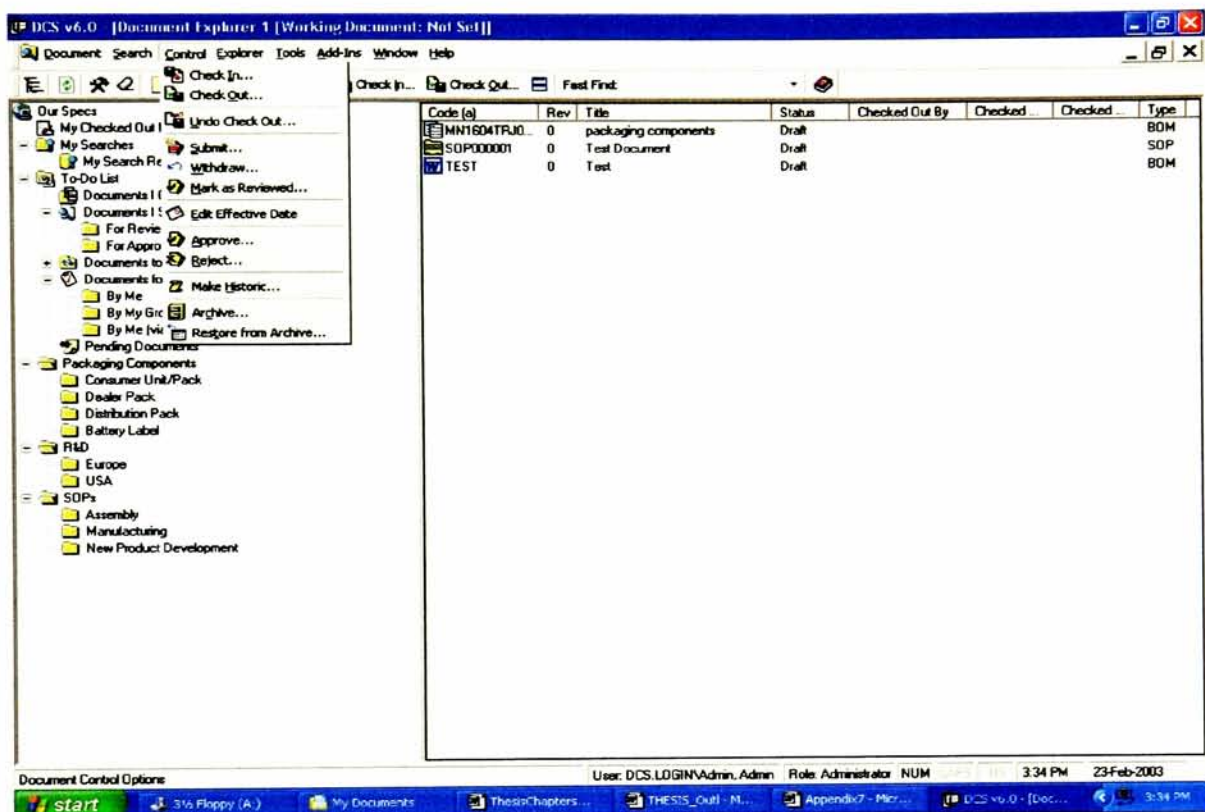 DCS v6.0 [Document Explorer 1 [Working Document: Not Set]]
Document Search Control Explorer Tools Add-Ins Window Help
Check In... Check Out... Fast Find:
Check In...
Check Out...
Undo Check Out...
Submit...
Withdraw...
Mark as Reviewed...
Edit Effective Date
Approve...
Reject...
Make Historic...
Archive...
Restore from Archive...
Our Specs
My Checked Out
My Searches
My Search Re
To-Do List
Documents I
Documents I
For Revie
For Appro
Documents to
Documents fo
By Me
By My Gro
By Me (via
Pending Documents
Packaging Components
Consumer Unit/Pack
Dealer Pack
Distribution Pack
Battery Label
R&D
Europe
USA
SOPs
Assembly
Manufacturing
New Product Development
Code (a) Rev Title Status Checked Out By Checked ... Checked ... Type
MN1604TPJ0... 0 packaging components Draft BOM
SOP000001 0 Test Document Draft SOP
TEST 0 Test Draft BOM
Document Control Options User: DCS.LOGIN\Admin, Admin Role: Administrator NUM 3:34 PM 23-Feb-2003
start 3½ Floppy (A:) My Documents ThesisChapters... THESIS_Outl - M... Appendix7 - Micr... DCS v6.0 - [Doc... 3:34 PM